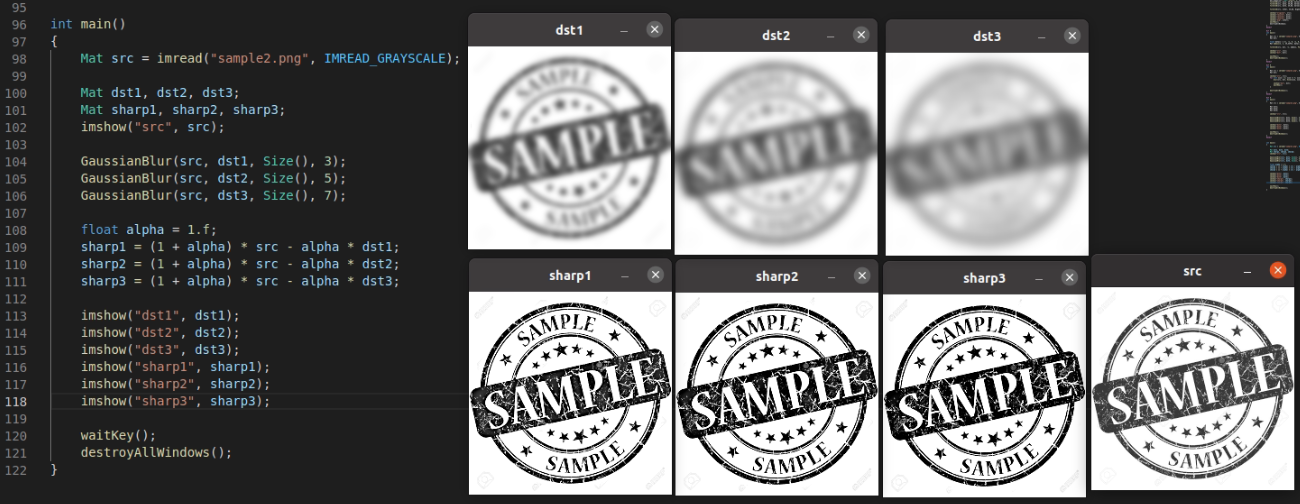 95
96 int main()
97 {
98 Mat src = imread("sample2.png", IMREAD_GRAYSCALE);
99
100 Mat dst1, dst2, dst3;
101 Mat sharp1, sharp2, sharp3;
102 imshow("src", src);
103
104 GaussianBlur(src, dst1, Size(), 3);
105 GaussianBlur(src, dst2, Size(), 5);
106 GaussianBlur(src, dst3, Size(), 7);
107
108 float alpha = 1.f;
109 sharp1 = (1 + alpha) * src - alpha * dst1;
110 sharp2 = (1 + alpha) * src - alpha * dst2;
111 sharp3 = (1 + alpha) * src - alpha * dst3;
112
113 imshow("dst1", dst1);
114 imshow("dst2", dst2);
115 imshow("dst3", dst3);
116 imshow("sharp1", sharp1);
117 imshow("sharp2", sharp2);
118 imshow("sharp3", sharp3);
119
120 waitKey();
121 destroyAllWindows();
122 }
dst1
SAMPLE
SAMPLE
SAMPLE
dst2
SAMPLE
SAMPLE
SAMPLE
dst3
SAMPLE
sharp1
SAMPLE
SAMPLE
SAMPLE
sharp2
SAMPLE
SAMPLE
SAMPLE
sharp3
SAMPLE
SAMPLE
SAMPLE
src
SAMPLE
SAMPLE
SAMPLE